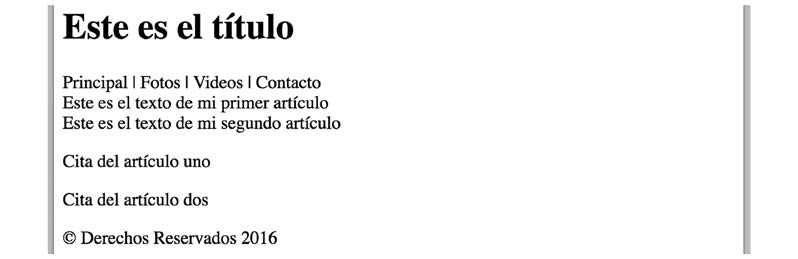 Este es el título
Principal | Fotos | Videos | Contacto
Este es el texto de mi primer artículo
Este es el texto de mi segundo artículo
Cita del artículo uno
Cita del artículo dos
© Derechos Reservados 2016